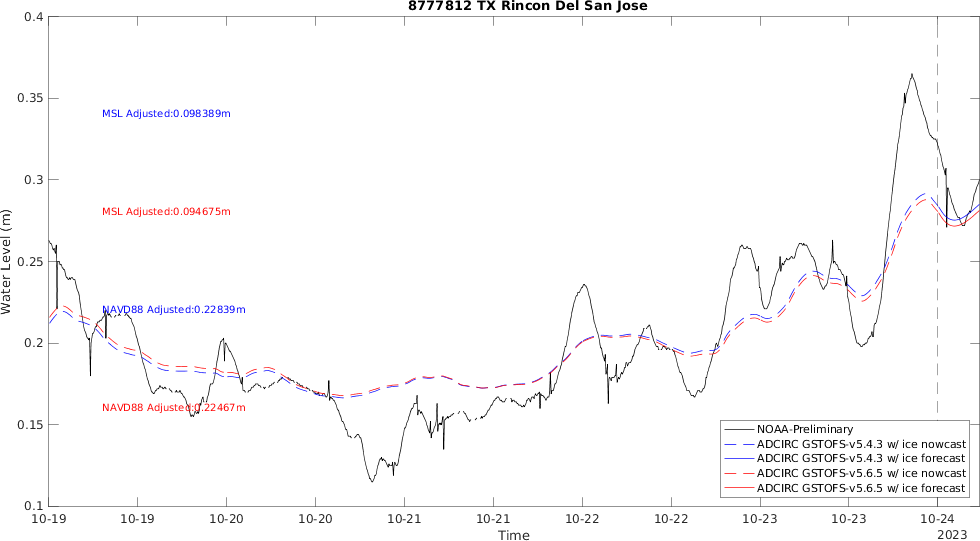 8777812 TX Rincon Del San Jose
Water Level (m)
0.4
0.35
0.3
0.25
0.2
0.15
0.1
MSL Adjusted:0.098389m
MSL Adjusted:0.094675m
NAVD88 Adjusted:0.22839m
NAVD88 Adjusted:0.22467m
NOAA-Preliminary
ADCIRC GSTOFS-v5.4.3 w/ ice nowcast
ADCIRC GSTOFS-v5.4.3 w/ ice forecast
ADCIRC GSTOFS-v5.6.5 w/ ice nowcast
ADCIRC GSTOFS-v5.6.5 w/ ice forecast
10-19 10-19 10-20 10-20 10-21 10-21 10-22 10-22 10-23 10-23 10-24
Time 2023